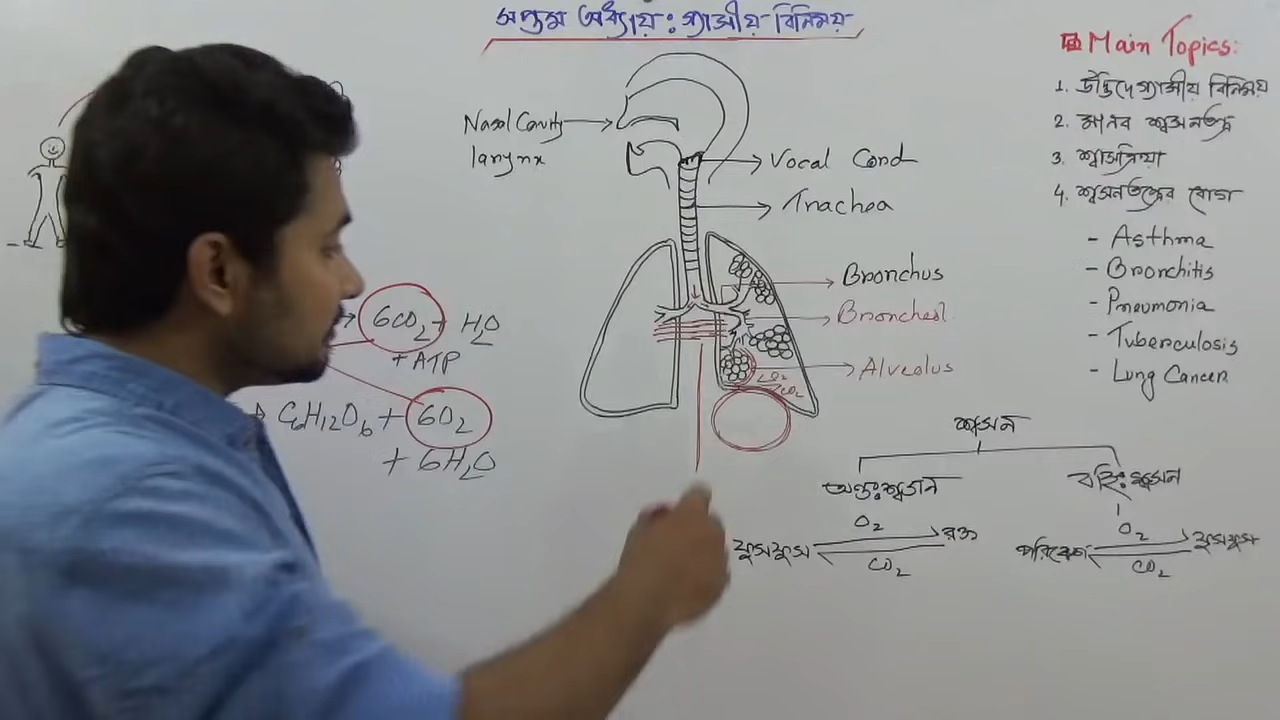 সপ্তম অধ্যায়ঃ গ্যাসীয় বিনিময়
Nasal Cavity
larynx
Vocal Cord
Trachea
Bronchus
Alveolus
CO2
CO2
6CO2 + H2O
+ ATP
C6H12O6 + 6O2
+ 6H2O
Main Topics:
1. উদ্ভিদে গ্যাসীয় বিনিময়
2. মানব শ্বসনতন্ত্র
3. শ্বাসক্রিয়া
4. শ্বসনতন্ত্রের রোগ
- Asthma
- Bronchitis
- Pneumonia
- Tuberculosis
- Lung Cancer
শ্বসন
অন্তঃশ্বসন
বহিঃশ্বসন
ফুসফুস O2 রক্ত
CO2
পরিবেশ O2 ফুসফুস
CO2